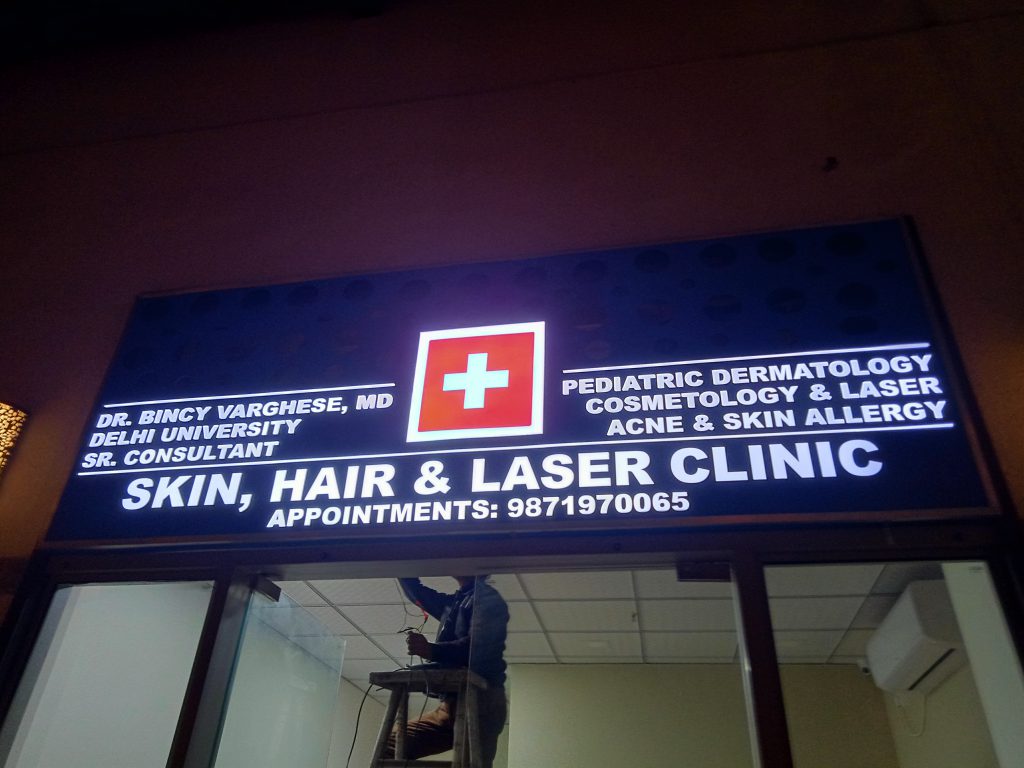 DR. BINCY VARGHESE, MD
DELHI UNIVERSITY
SR. CONSULTANT
PEDIATRIC DERMATOLOGY
COSMETOLOGY & LASER
ACNE & SKIN ALLERGY
SKIN, HAIR & LASER CLINIC
APPOINTMENTS: 9871970065